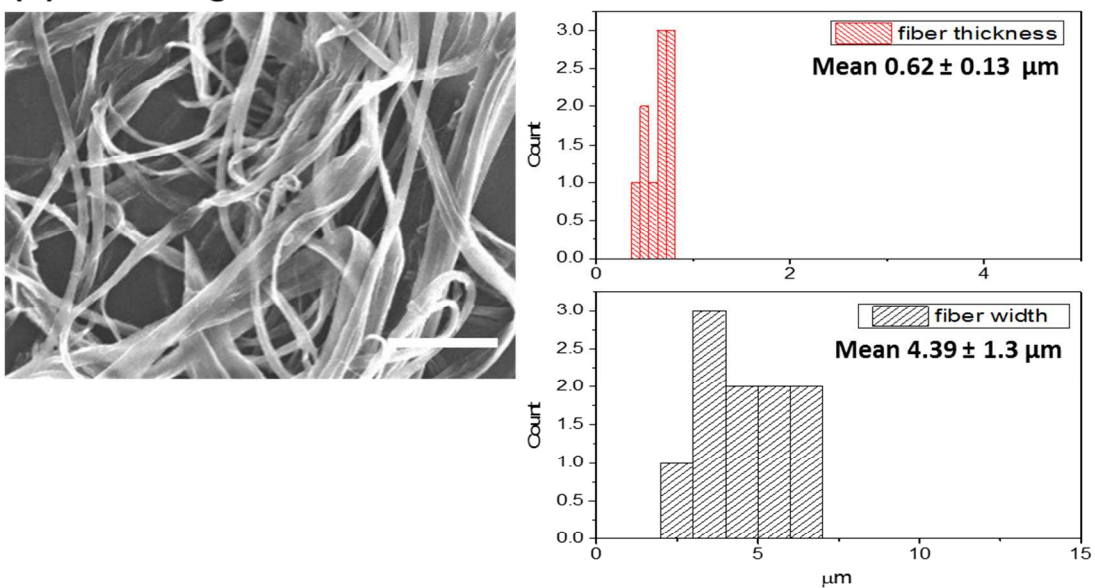 3.0
2.5
2.0
1.5
1.0
0.5
0.0
Count
fiber thickness
Mean 0.62 ± 0.13 μm
0 2 4
3.0
2.5
2.0
1.5
1.0
0.5
0.0
Count
fiber width
Mean 4.39 ± 1.3 μm
0 5 10 15
μm